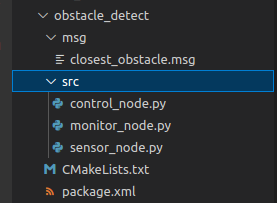 obstacle_detect
msg
closest_obstacle.msg
src
control_node.py
monitor_node.py
sensor_node.py
M CMakeLists.txt
package.xml